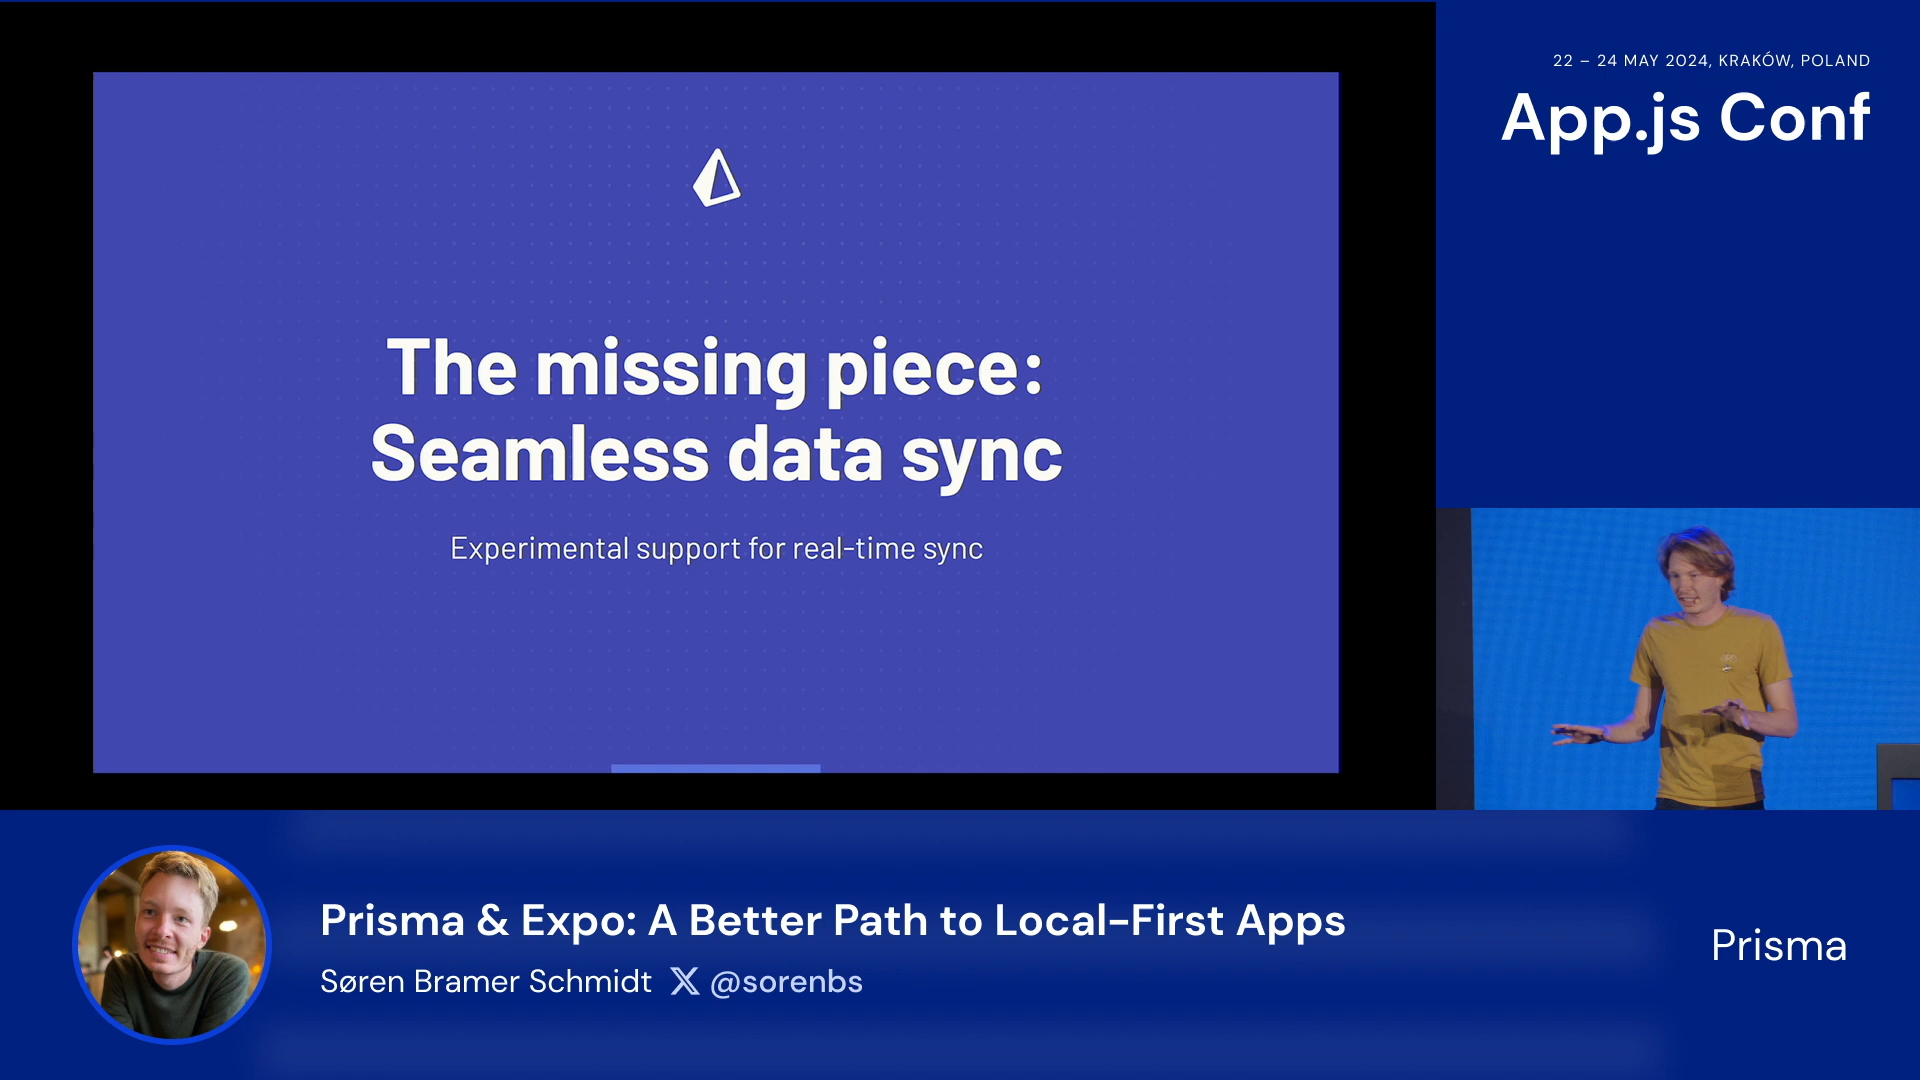 22 – 24 MAY 2024, KRAKÓW, POLAND
App.js Conf
The missing piece:
Seamless data sync
Experimental support for real-time sync
Prisma & Expo: A Better Path to Local-First Apps
Søren Bramer Schmidt X @sorenbs
Prisma